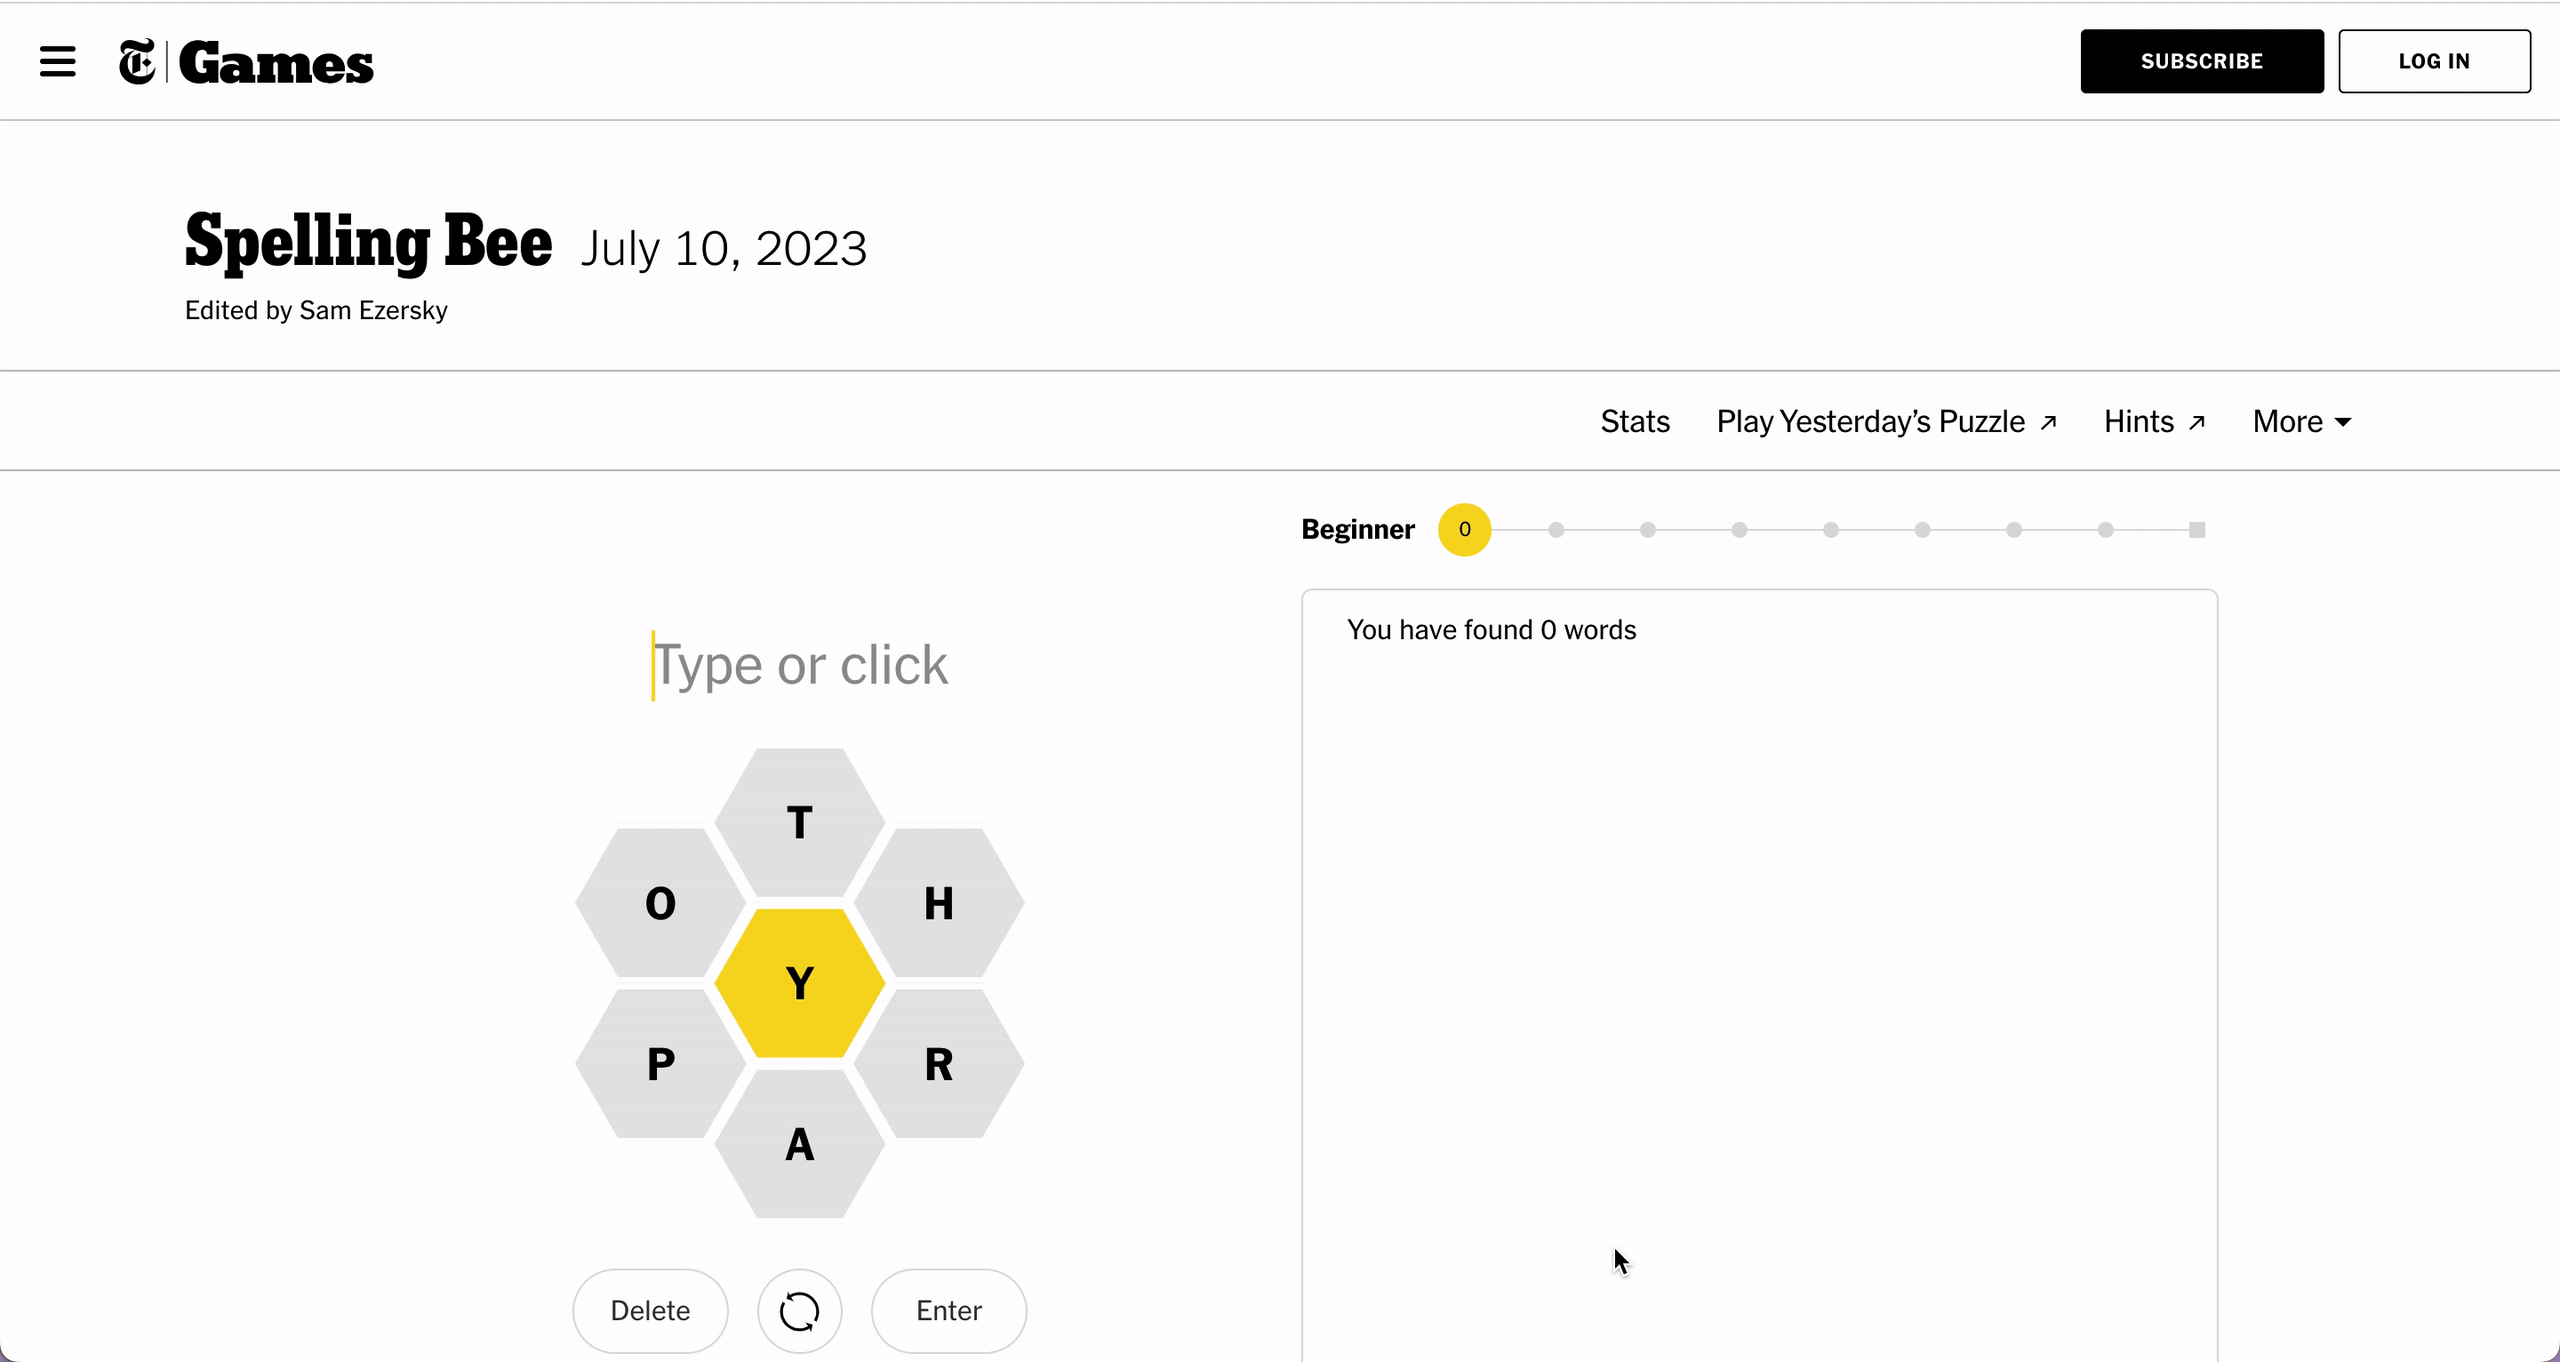 T Games
SUBSCRIBE
LOG IN
Spelling Bee July 10, 2023
Edited by Sam Ezersky
Stats Play Yesterday’s Puzzle ↗ Hints ↗ More
Beginner 0
You have found 0 words
Type or click
T
O H
Y
P R
A
Delete Enter